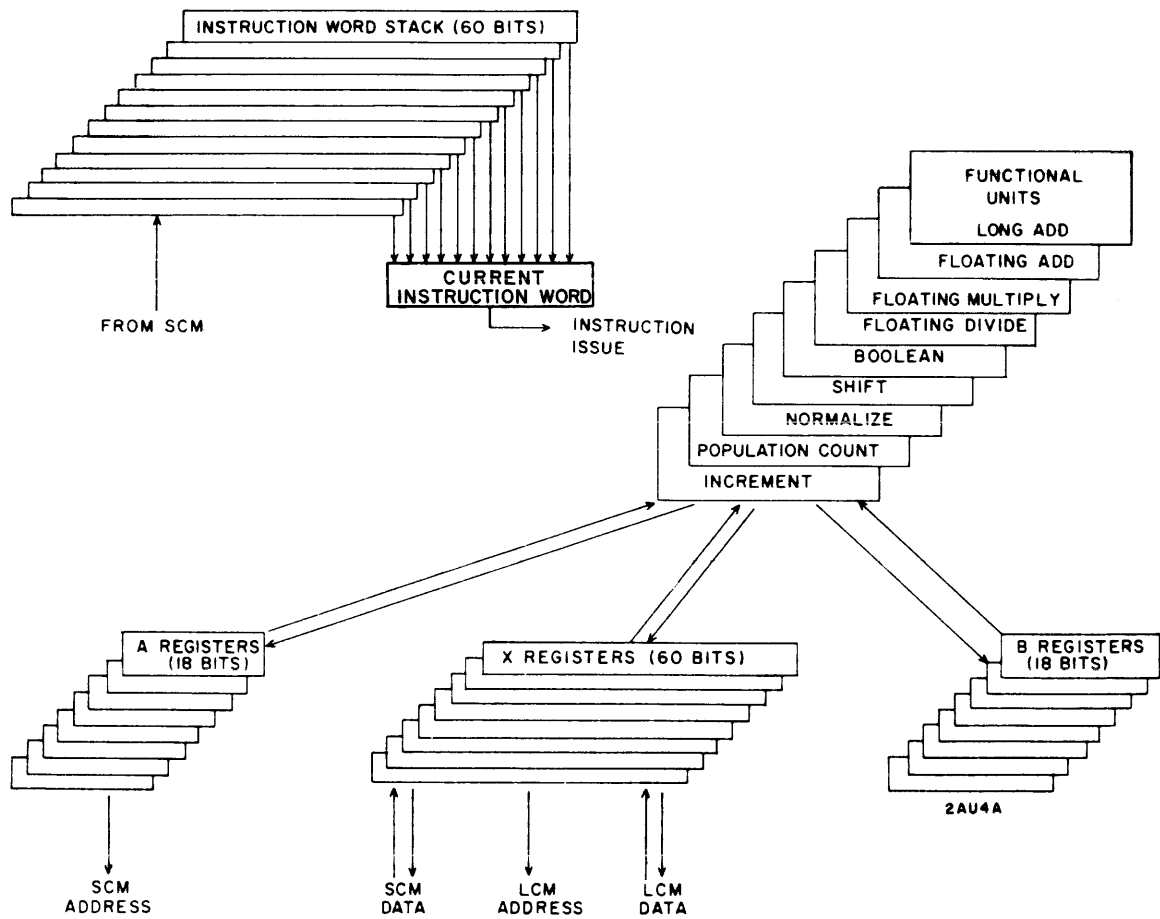 INSTRUCTION WORD STACK (60 BITS)
CURRENT
INSTRUCTION WORD
FROM SCM
INSTRUCTION
ISSUE
FUNCTIONAL
UNITS
LONG ADD
FLOATING ADD
FLOATING MULTIPLY
FLOATING DIVIDE
BOOLEAN
SHIFT
NORMALIZE
POPULATION COUNT
INCREMENT
A REGISTERS
(18 BITS)
X REGISTERS (60 BITS)
B REGISTERS
(18 BITS)
2AU4A
SCM
ADDRESS
SCM
DATA
LCM
ADDRESS
LCM
DATA